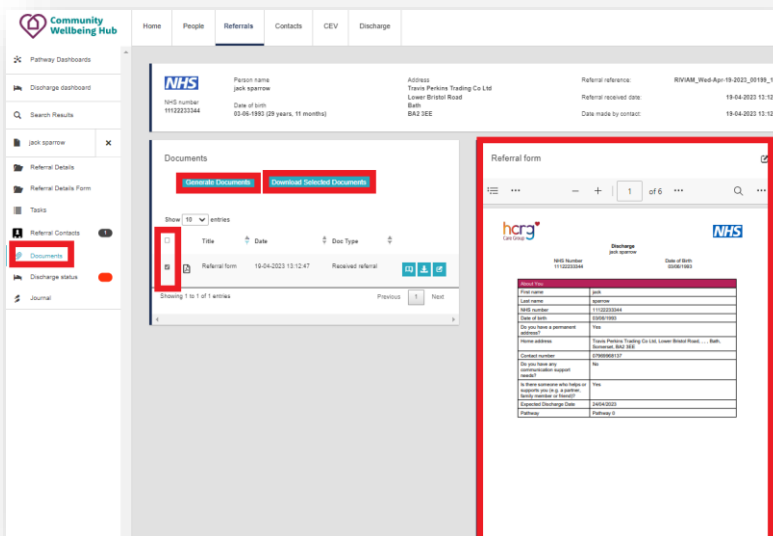 Community
Wellbeing Hub
Home People Referrals Contacts CEV Discharge
Pathway Dashboards
Discharge dashboard
Search Results
jack sparrow x
Referral Details
Referral Details Form
Tasks
Referral Contacts 1
Documents
Discharge status
Journal
NHS
NHS number
11122233344
Person name
jack sparrow
Date of birth
03-06-1993 (29 years, 11 months)
Address
Travis Perkins Trading Co Ltd
Lower Bristol Road
Bath
BA2 3EE
Referral reference: RIVIAM_Wed-Apr-19-2023_00199_1
Referral received date: 19-04-2023 13:12
Date made by contact: 19-04-2023 13:12
Documents
Generate Documents Download Selected Documents
Show 10 entries
Title Date Doc Type
Referral form 19-04-2023 13:12:47 Received referral
Showing 1 to 1 of 1 entries
Previous 1 Next
Referral form
1 of 6
hcrg
Care Group
NHS
Discharge
jack sparrow
NHS Number
11122233344
Date of Birth
03/06/1993
About You
First name jack
Last name sparrow
NHS number 11122233344
Date of birth 03/06/1993
Do you have a permanent
address? Yes
Home address Travis Perkins Trading Co Ltd, Lower Bristol Road, , , Bath,
Somerset, BA2 3EE
Contact number
Do you have any
communication support
needs? No
Is there someone who helps or
supports you (e.g. a partner,
family member or friend)? Yes
Expected Discharge Date 24/04/2023
Pathway Pathway 0